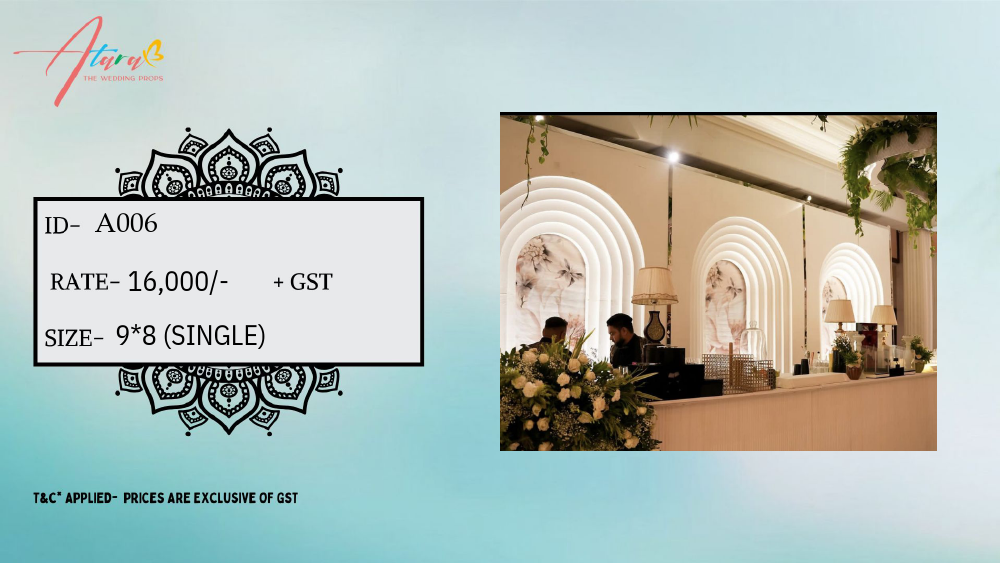 Atura
THE WEDDING PROPS
ID- A006
RATE- 16,000/- + GST
SIZE- 9*8 (SINGLE)
T&C* APPLIED- PRICES ARE EXCLUSIVE OF GST